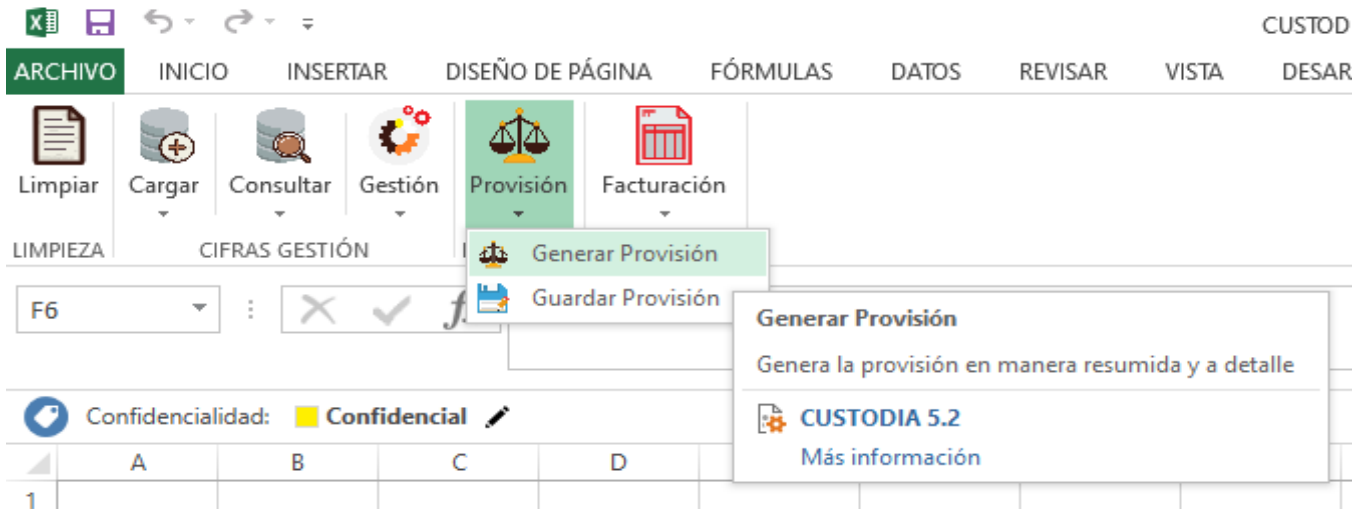 CUSTOD
ARCHIVO INICIO INSERTAR DISEÑO DE PÁGINA FÓRMULAS DATOS REVISAR VISTA DESAR
Limpiar Cargar Consultar Gestión Provisión Facturación
LIMPIEZA CIFRAS GESTIÓN
Generar Provisión
Guardar Provisión
F6
Generar Provisión
Genera la provisión en manera resumida y a detalle
CUSTODIA 5.2
Más información
Confidencialidad: Confidencial
A B C D
1